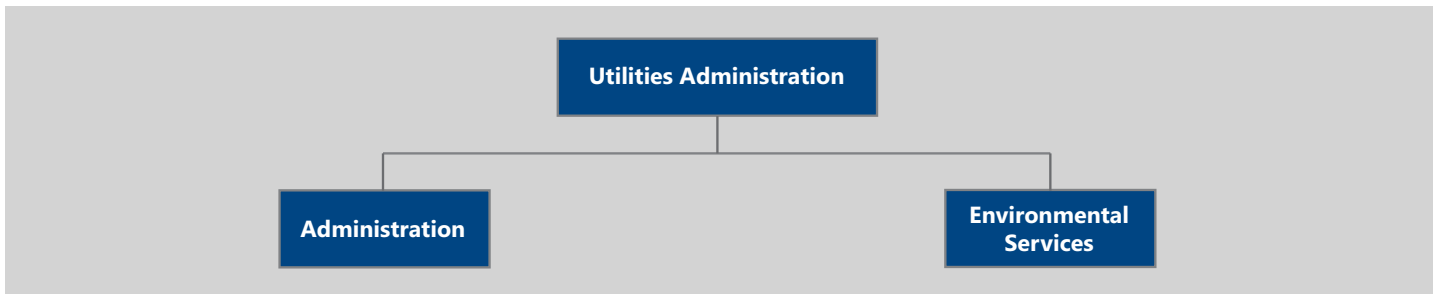 Utilities Administration
Administration
Environmental
Services